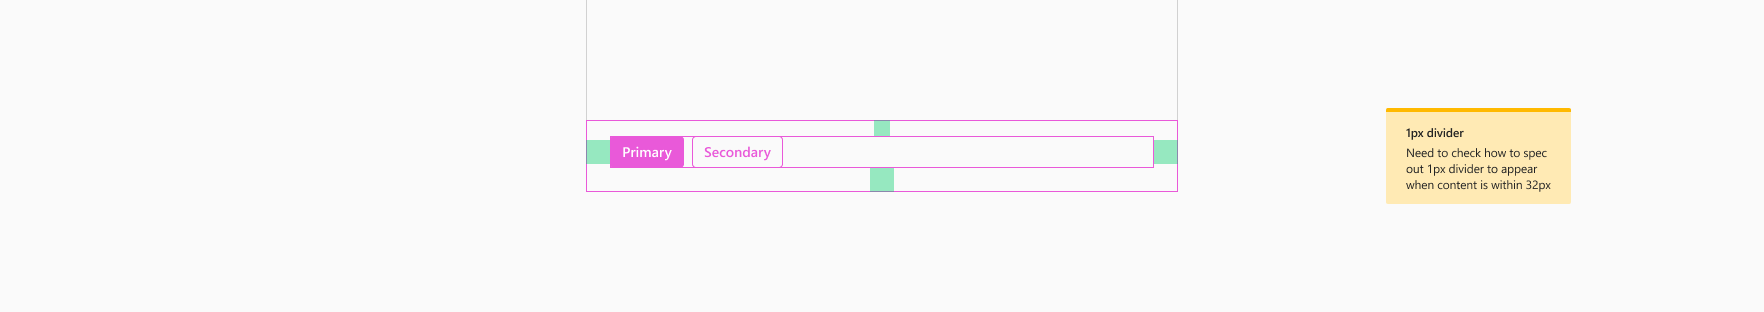 Primary
Secondary
1px divider
Need to check how to spec
out 1px divider to appear
when content is within 32px